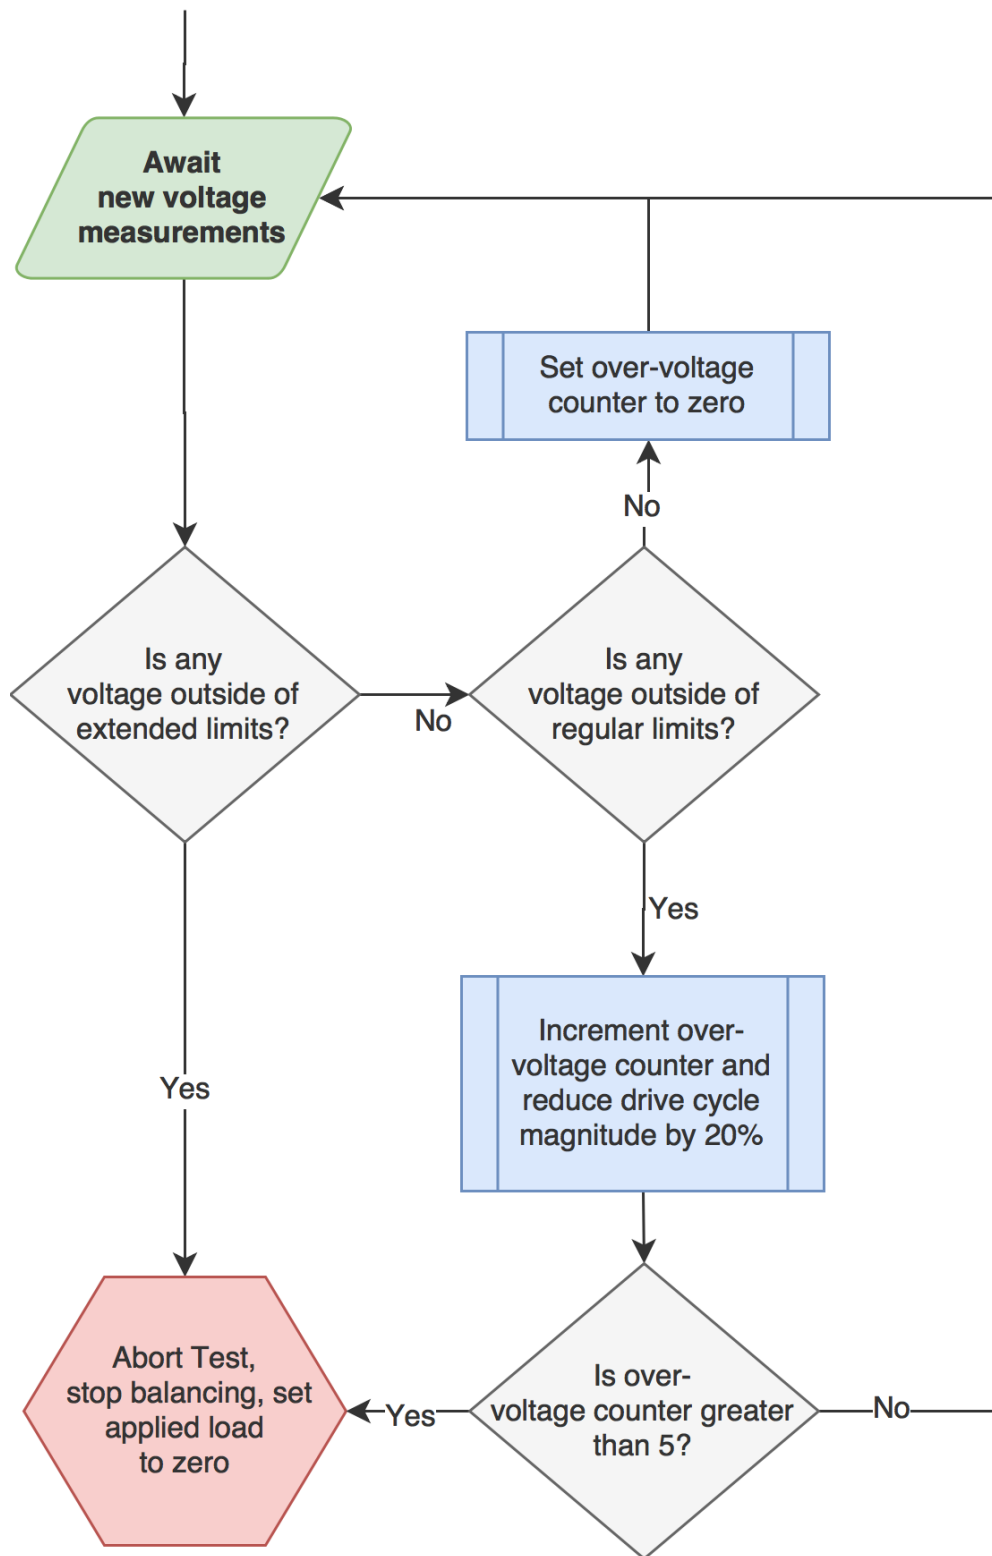 Await
new voltage
measurements
Set over-voltage
counter to zero
No
Is any
voltage outside of
extended limits?
No
Is any
voltage outside of
regular limits?
Yes
Increment over-
voltage counter and
reduce drive cycle
magnitude by 20%
Yes
Abort Test,
stop balancing, set
applied load
to zero
Yes
Is over-
voltage counter greater
than 5?
No